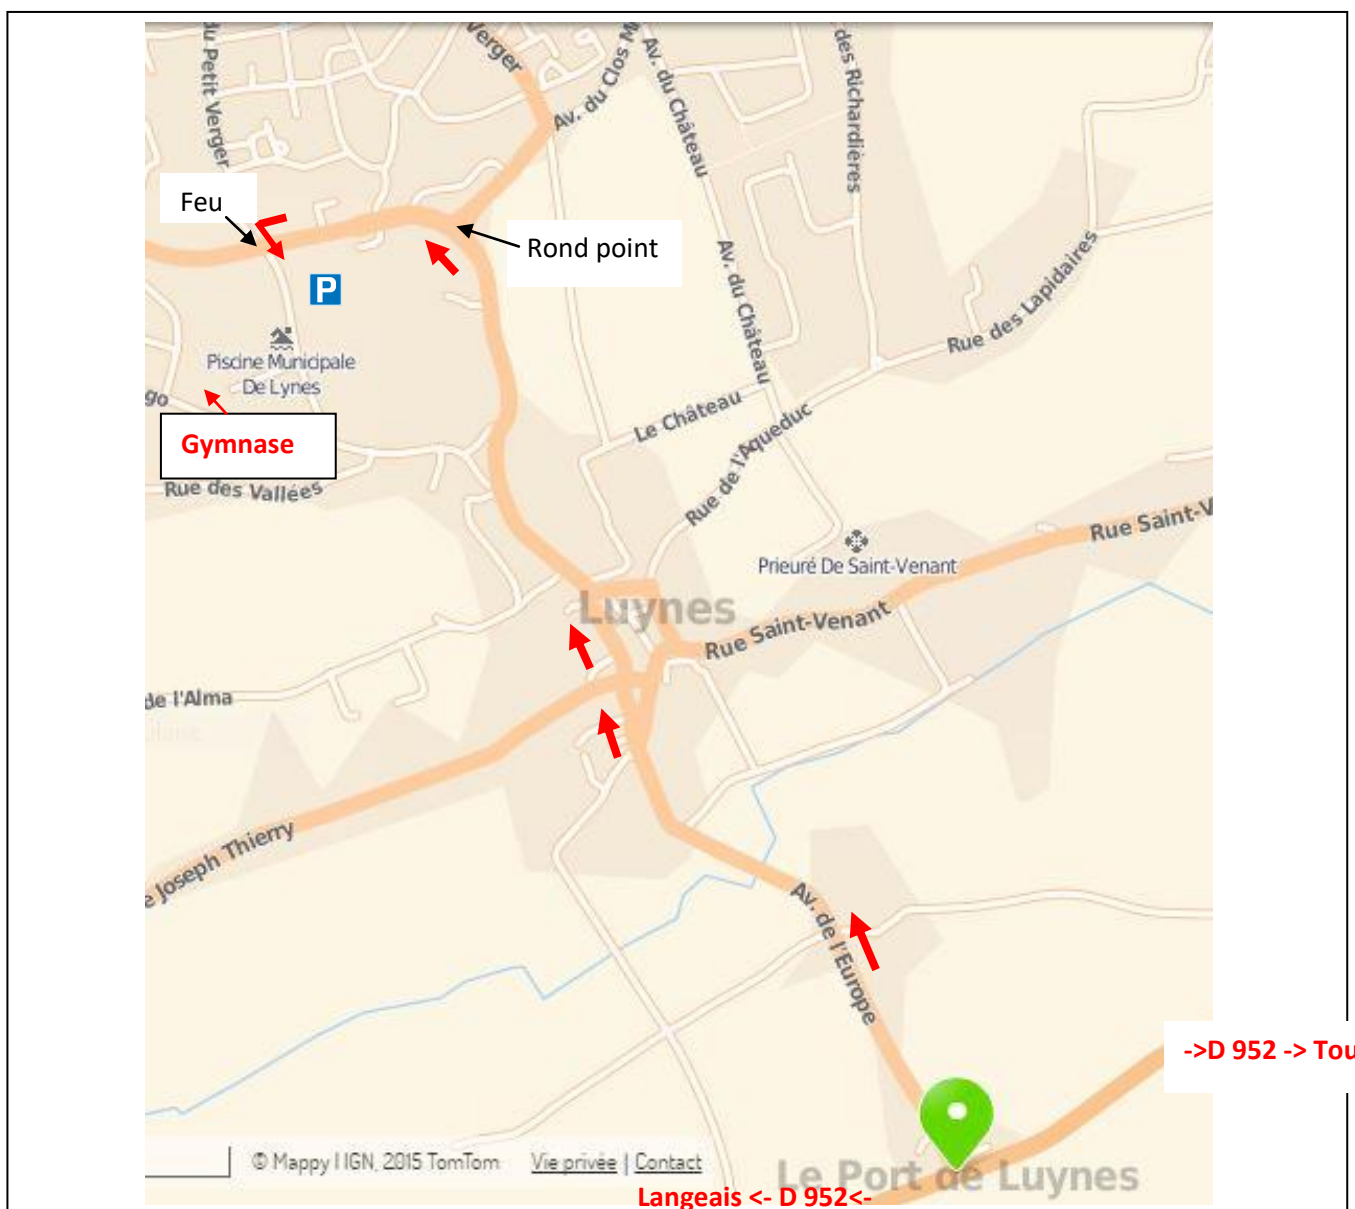 du Petit Verger
Verger
Av. du Clos M
Av. du Château
des Richardières
Feu
Rond point
Av. du Château
Rue des Lapidaires
P
Piscine Municipale
De Lynes
go
Gymnase
Rue des Vallées
Le Château
Rue de l'Aqueduc
Prieuré De Saint-Venant
Rue Saint-V
Luynes
Rue Saint-Venant
de l'Alma
e Joseph Thierry
Av. de l'Europe
->D 952 -> Tou
© Mappy I IGN, 2015 TomTom Vie privée | Contact
Le Port de Luynes
Langeais <- D 952<-